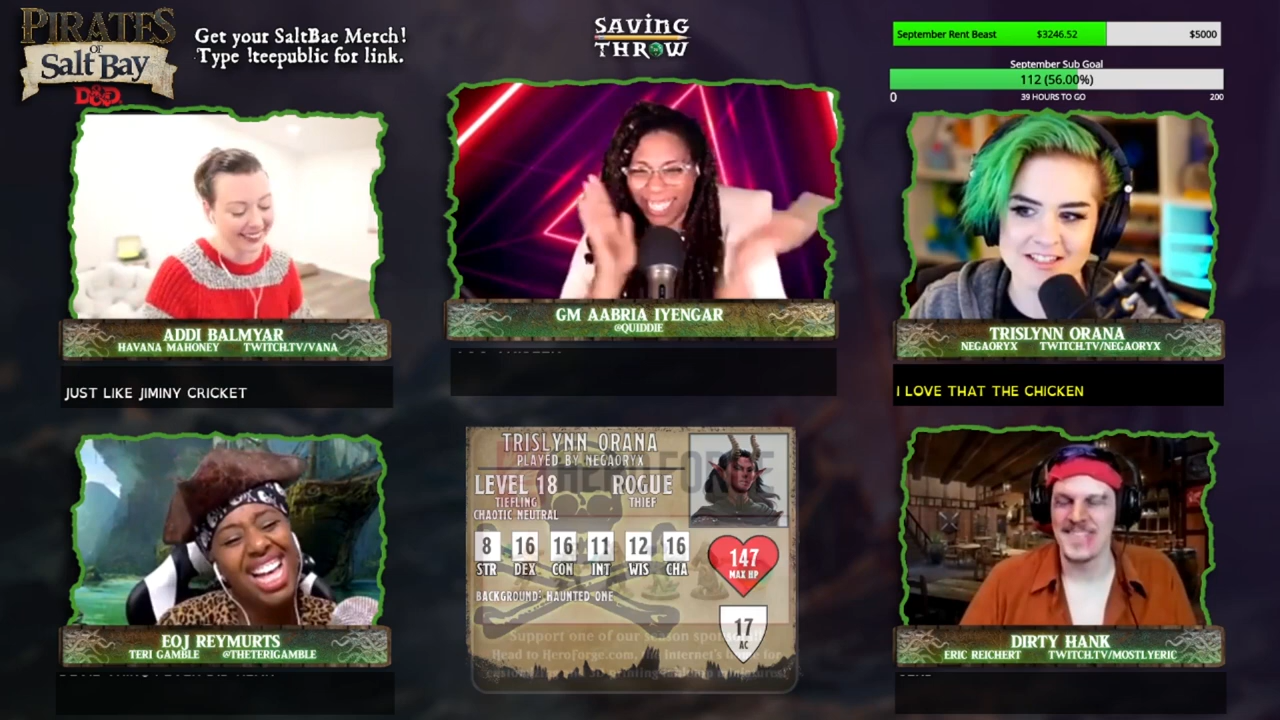 PIRATES
OF
Salt Bay
D&D
Get your SaltBae Merch!
Type !teepublic for link.
SAVING
THROW
September Rent Beast $3246.52 $5000
September Sub Goal
112 (56.00%)
0 39 HOURS TO GO 200
ADDI BALMYAR
HAVANA MAHONEY TWITCH.TV/VANA
JUST LIKE JIMINY CRICKET
GM AABRIA IYENGAR
@QUIDDIE
TRISLYNN ORANA
NEGAORYX TWITCH.TV/NEGAORYX
I LOVE THAT THE CHICKEN
EOJ REYMURTS
TERI GAMBLE @THETERIGAMBLE
TRISLYNN ORANA
PLAYED BY NEGAORYX
LEVEL 18 ROGUE
TIEFLING THIEF
CHAOTIC NEUTRAL
8 16 16 11 12 16
STR DEX CON INT WIS CHA
147
MAX HP
BACKGROUND: HAUNTED ONE
17
AC
Support one of our season
Head to HeroForge.com,
DIRTY HANK
ERIC REICHERT TWITCH.TV/MOSTLYERIC